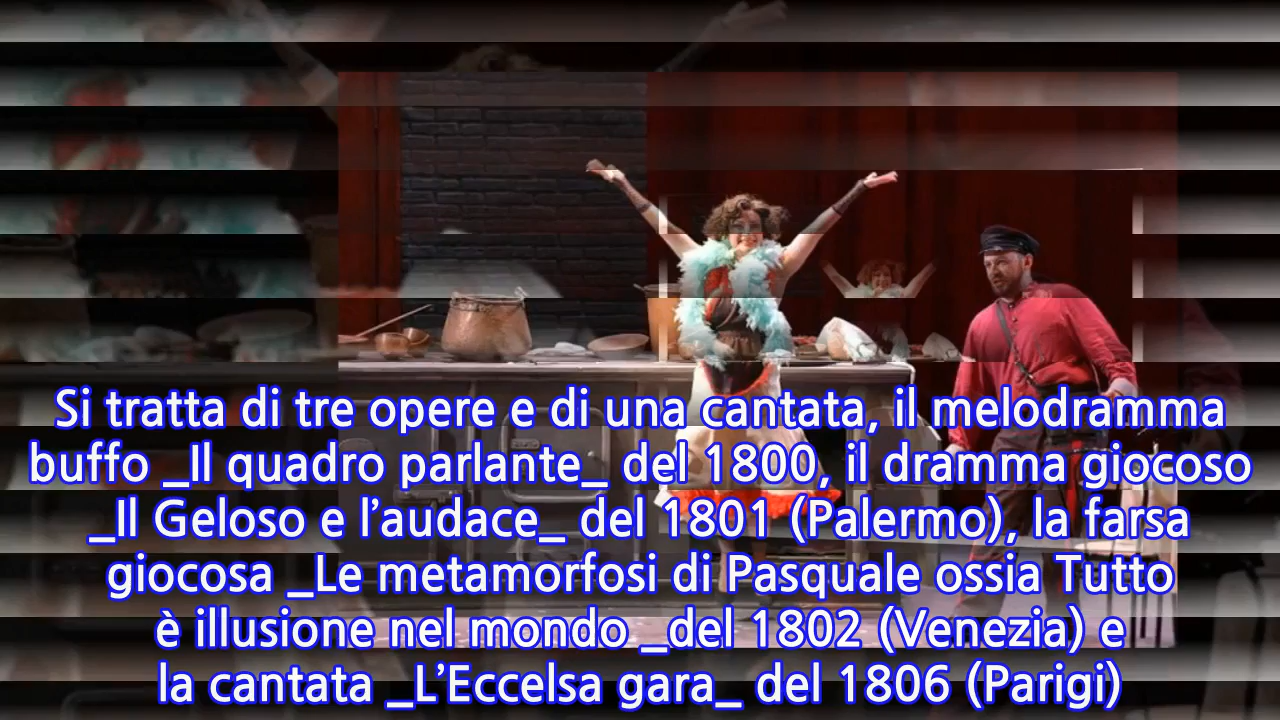 Si tratta di tre opere e di una cantata, il melodramma
buffo _Il quadro parlante_ del 1800, il dramma giocoso
_Il Geloso e l’audace_ del 1801 (Palermo), la farsa
giocosa _Le metamorfosi di Pasquale ossia Tutto
è illusione nel mondo _del 1802 (Venezia) e
la cantata _L’Eccelsa gara_ del 1806 (Parigi)